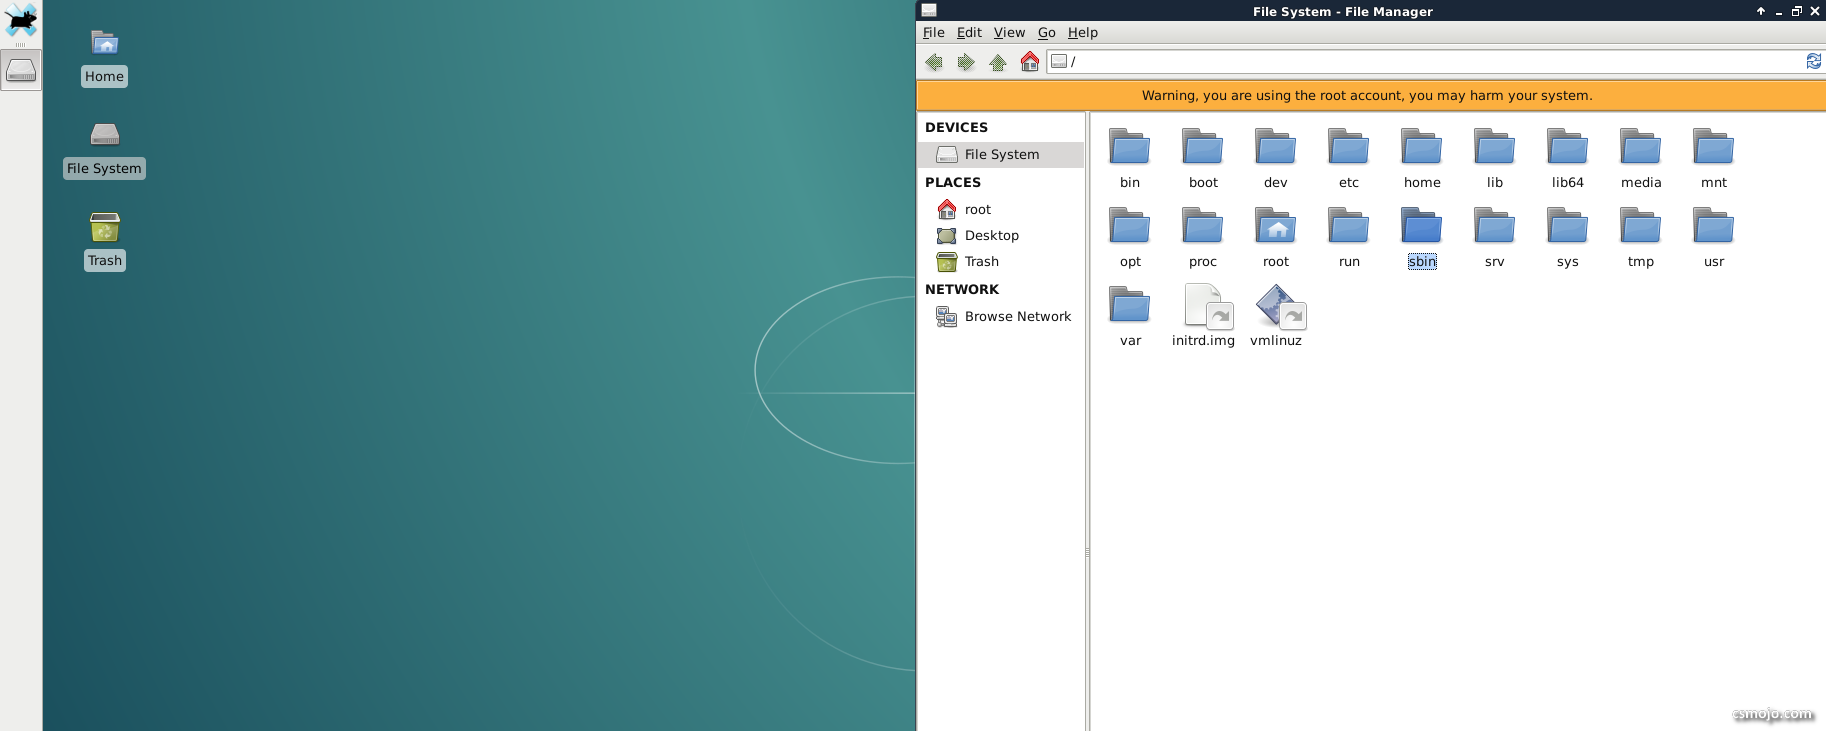 Home
File System
Trash
File System - File Manager
File Edit View Go Help
/
Warning, you are using the root account, you may harm your system.
DEVICES
File System
PLACES
root
Desktop
Trash
NETWORK
Browse Network
bin boot dev etc home lib lib64 media mnt
opt proc root run sbin srv sys tmp usr
var initrd.img vmlinuz
csmojo.com